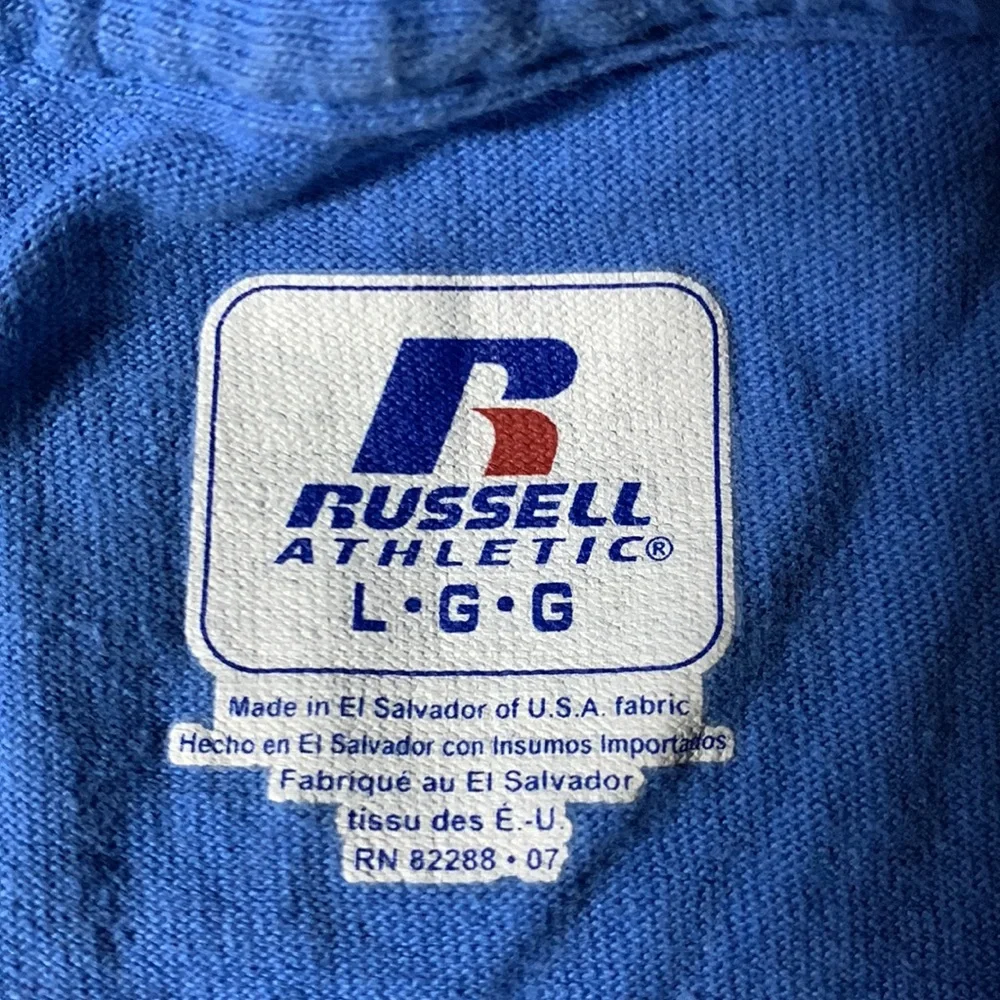 RUSSELL
ATHLETIC®
L • G • G
Made in El Salvador of U.S.A. fabric
Hecho en El Salvador con Insumos Importados
Fabriqué au El Salvador
tissu des É.-U.
RN 82288 • 07